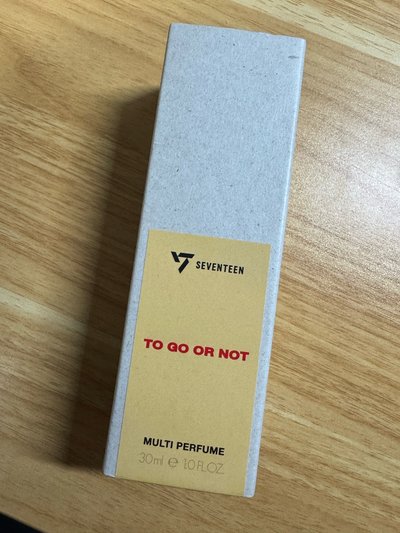 SEVENTEEN
TO GO OR NOT
MULTI PERFUME
30ml ℮ 1.0 FL.OZ.